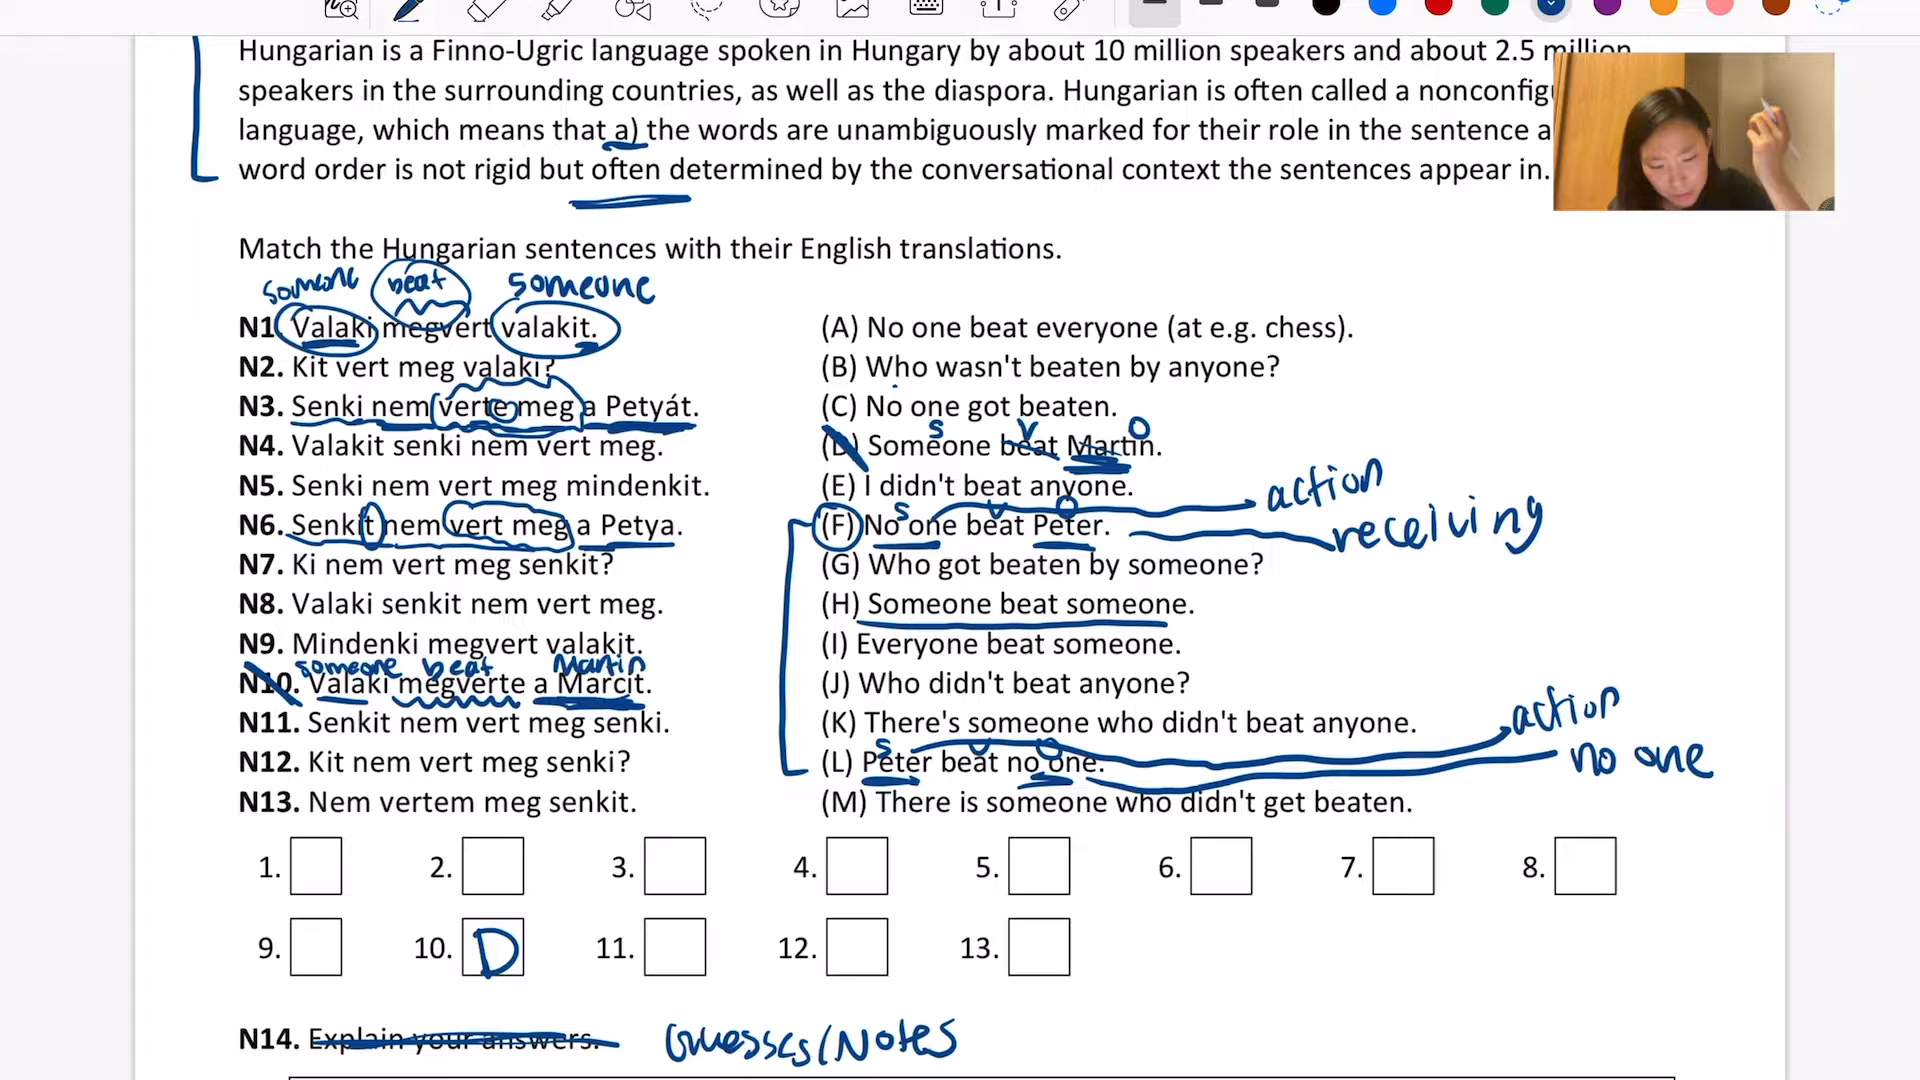 Hungarian is a Finno-Ugric language spoken in Hungary by about 10 million speakers and about 2.5 million
speakers in the surrounding countries, as well as the diaspora. Hungarian is often called a nonconfig
language, which means that a) the words are unambiguously marked for their role in the sentence a
word order is not rigid but often determined by the conversational context the sentences appear in.
Match the Hungarian sentences with their English translations.
someone beat someone
N1. Valaki megvert valakit.
(A) No one beat everyone (at e.g. chess).
N2. Kit vert meg valaki?
(B) Who wasn't beaten by anyone?
N3. Senki nem verte meg a Petyát.
(C) No one got beaten.
S V O
N4. Valakit senki nem vert meg.
(D) Someone beat Martin.
N5. Senki nem vert meg mindenkit.
(E) I didn't beat anyone.
action
S V O
N6. Senkit nem vert meg a Petya.
(F) No one beat Peter.
receiving
N7. Ki nem vert meg senkit?
(G) Who got beaten by someone?
N8. Valaki senkit nem vert meg.
(H) Someone beat someone.
N9. Mindenki megvert valakit.
(I) Everyone beat someone.
someone beat Martin
N10. Valaki megverte a Marcit.
(J) Who didn't beat anyone?
N11. Senkit nem vert meg senki.
(K) There's someone who didn't beat anyone.
action
S V O
N12. Kit nem vert meg senki?
(L) Peter beat no one.
no one
N13. Nem vertem meg senkit.
(M) There is someone who didn't get beaten.
1. 2. 3. 4. 5. 6. 7. 8.
9. 10. D 11. 12. 13.
N14. Explain your answers. Guesses/Notes